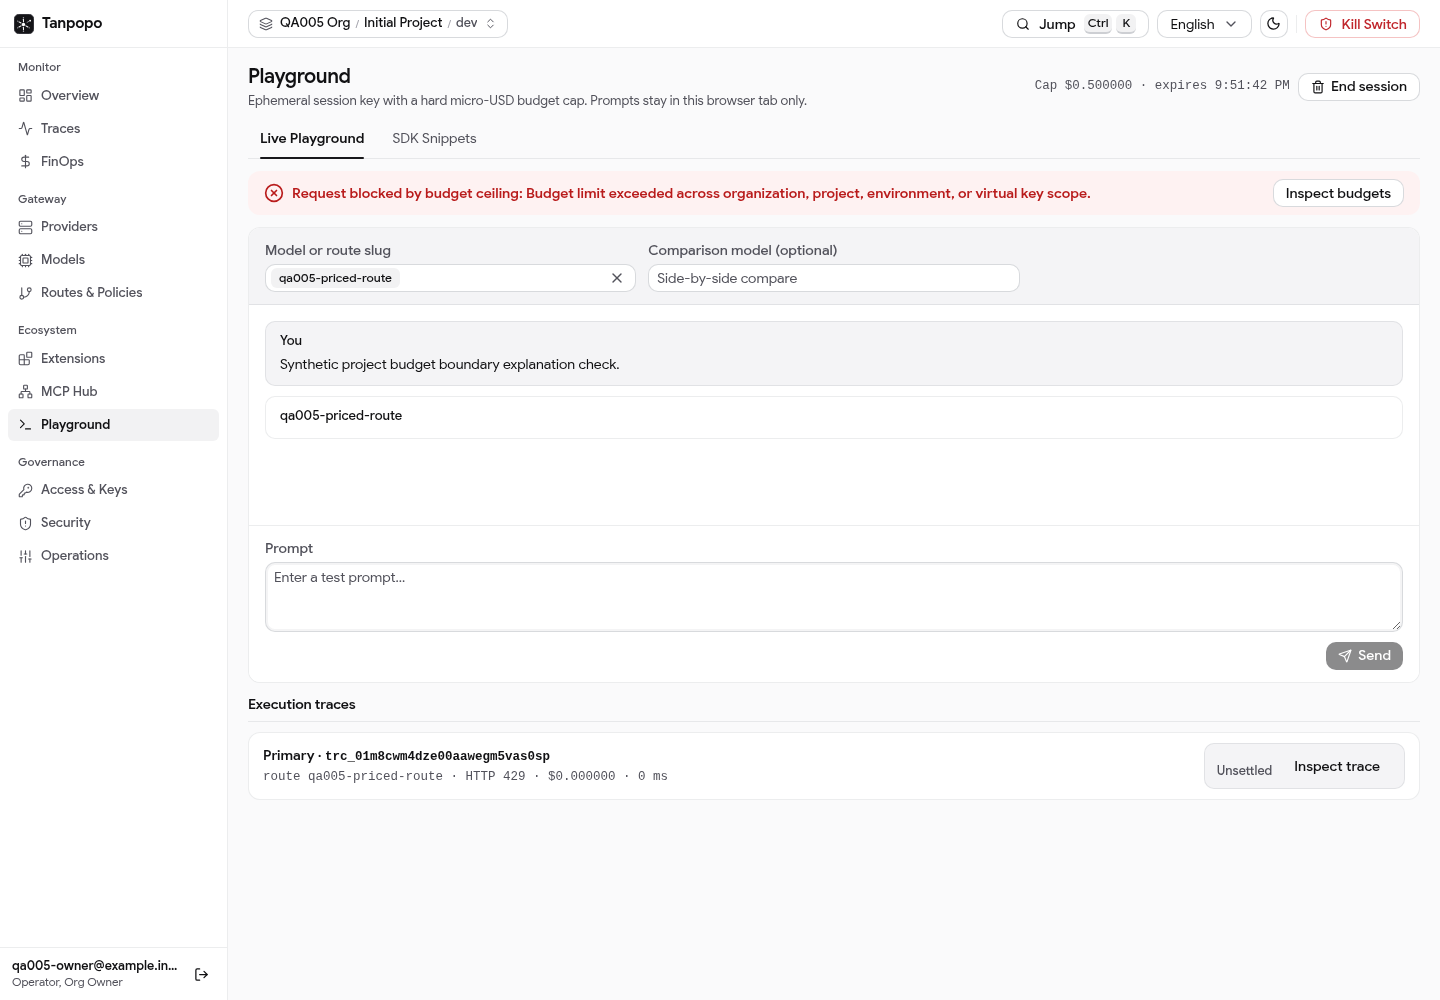 Tanpopo
QA005 Org / Initial Project / dev
Jump Ctrl K
English
Kill Switch
Monitor
Overview
Traces
FinOps
Gateway
Providers
Models
Routes & Policies
Ecosystem
Extensions
MCP Hub
Playground
Governance
Access & Keys
Security
Operations
qa005-owner@example.in...
Operator, Org Owner
Playground
Ephemeral session key with a hard micro-USD budget cap. Prompts stay in this browser tab only.
Cap $0.500000 · expires 9:51:42 PM
End session
Live Playground
SDK Snippets
Request blocked by budget ceiling: Budget limit exceeded across organization, project, environment, or virtual key scope.
Inspect budgets
Model or route slug
qa005-priced-route
Comparison model (optional)
Side-by-side compare
You
Synthetic project budget boundary explanation check.
qa005-priced-route
Prompt
Enter a test prompt...
Send
Execution traces
Primary · trc_01m8cwm4dze00aawegm5vas0sp
route qa005-priced-route · HTTP 429 · $0.000000 · 0 ms
Unsettled
Inspect trace